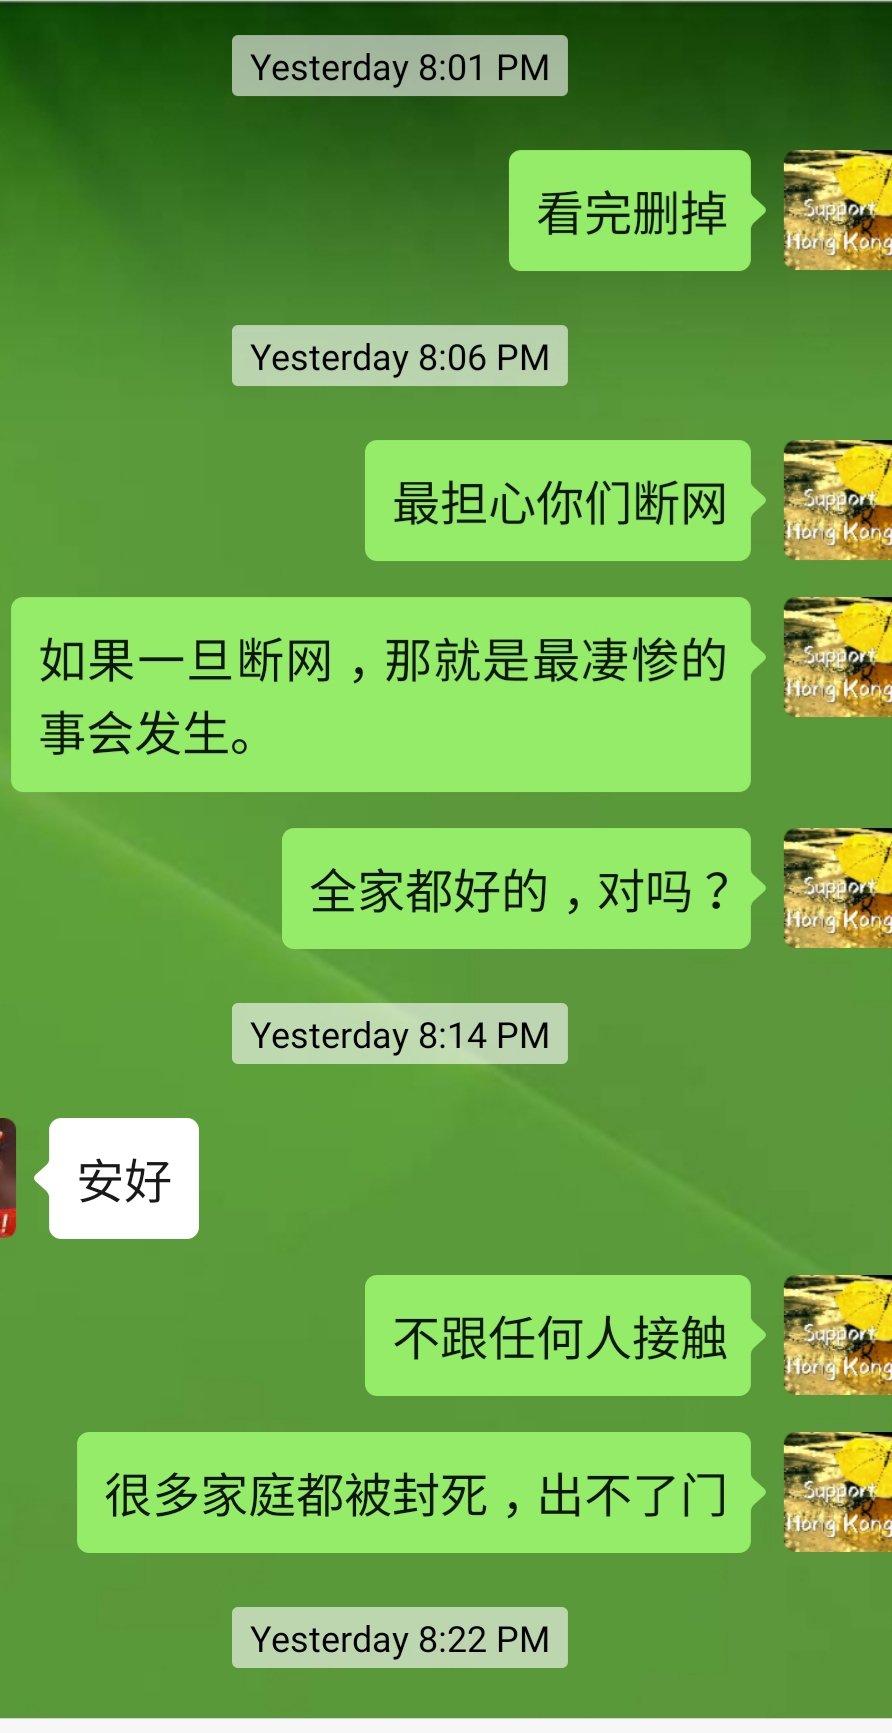 Yesterday 8:01 PM
看完删掉
Support
Hong Kong
Yesterday 8:06 PM
最担心你们断网
Support
Hong Kong
如果一旦断网，那就是最凄惨的
事会发生。
Support
Hong Kong
全家都好的，对吗？
Support
Hong Kong
Yesterday 8:14 PM
安好
!
不跟任何人接触
Support
Hong Kong
很多家庭都被封死，出不了门
Support
Hong Kong
Yesterday 8:22 PM